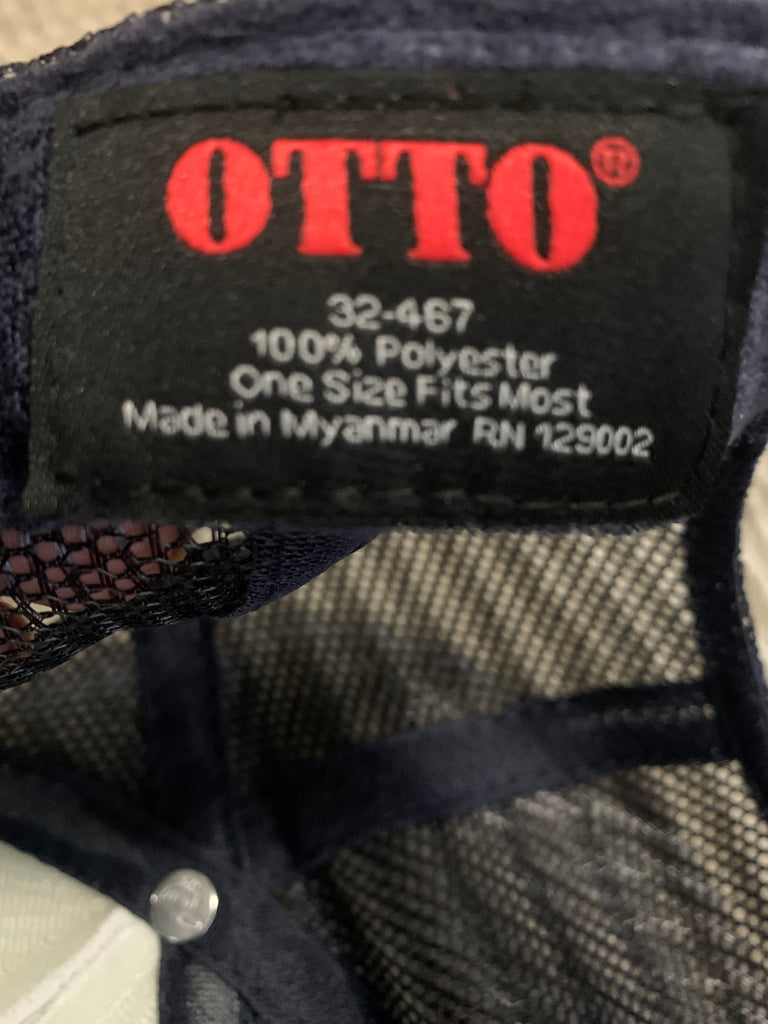 OTTO®
32-467
100% Polyester
One Size Fits Most
Made in Myanmar RN 129002